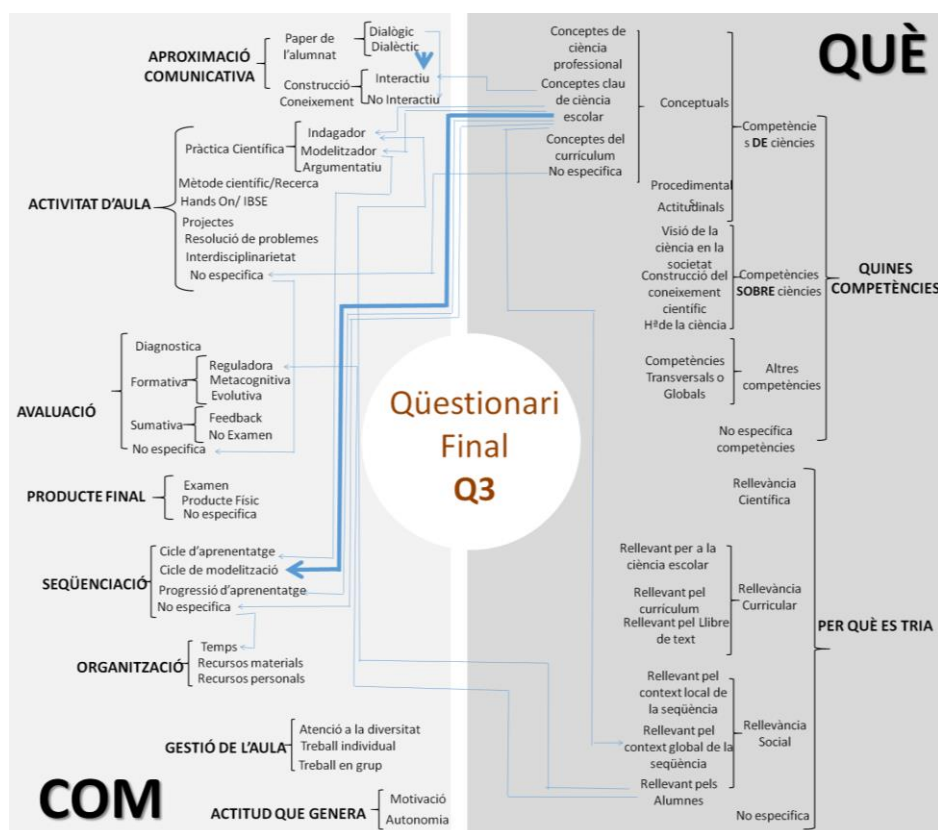 QUÈ
Paper de
l'alumnat
Dialògic
Dialèctic
APROXIMACIÓ
COMUNICATIVA
Construcció
Coneixement
Interactiu
No Interactiu
Pràctica Científica
Indagador
Modelitzador
Argumentatiu
Mètode científic/Recerca
Hands On/ IBSE
ACTIVITAT D'AULA
Projectes
Resolució de problemes
Interdisciplinarietat
No especifica
Diagnostica
Formativa
Reguladora
Metacognitiva
Evolutiva
AVALUACIÓ
Sumativa
Feedback
No Examen
No especifica
PRODUCTE FINAL
Examen
Producte Físic
No especifica
Cicle d'aprenentatge
Cicle de modelització
SEQÜENCIACIÓ
Progressió d'aprenentatge
No especifica
ORGANITZACIÓ
Temps
Recursos materials
Recursos personals
GESTIÓ DE L'AULA
Atenció a la diversitat
Treball individual
Treball en grup
COM
ACTITUD QUE GENERA
Motivació
Autonomia
Qüestionari
Final
Q3
Conceptes de
ciència
professional
Conceptes clau
de ciència
escolar
Conceptes del
currículum
No especifica
Conceptuals
Procedimental
s
Actitudinals
Competèncie
s DE ciències
Visió de la
ciència en la
societat
Construcció del
coneixement
científic
Hª de la ciència
Competències
SOBRE ciències
QUINES
COMPETÈNCIES
Competències
Transversals o
Globals
Altres
competències
No especifica
competències
Rellevància
Científica
Rellevant per a la
ciència escolar
Rellevant pel
currículum
Rellevant pel Llibre
de text
Rellevància
Curricular
PER QUÈ ES TRIA
Rellevant pel
context local de
la seqüència
Rellevant pel
context global de la
seqüència
Rellevància
Social
Rellevant pels
Alumnes
No especifica